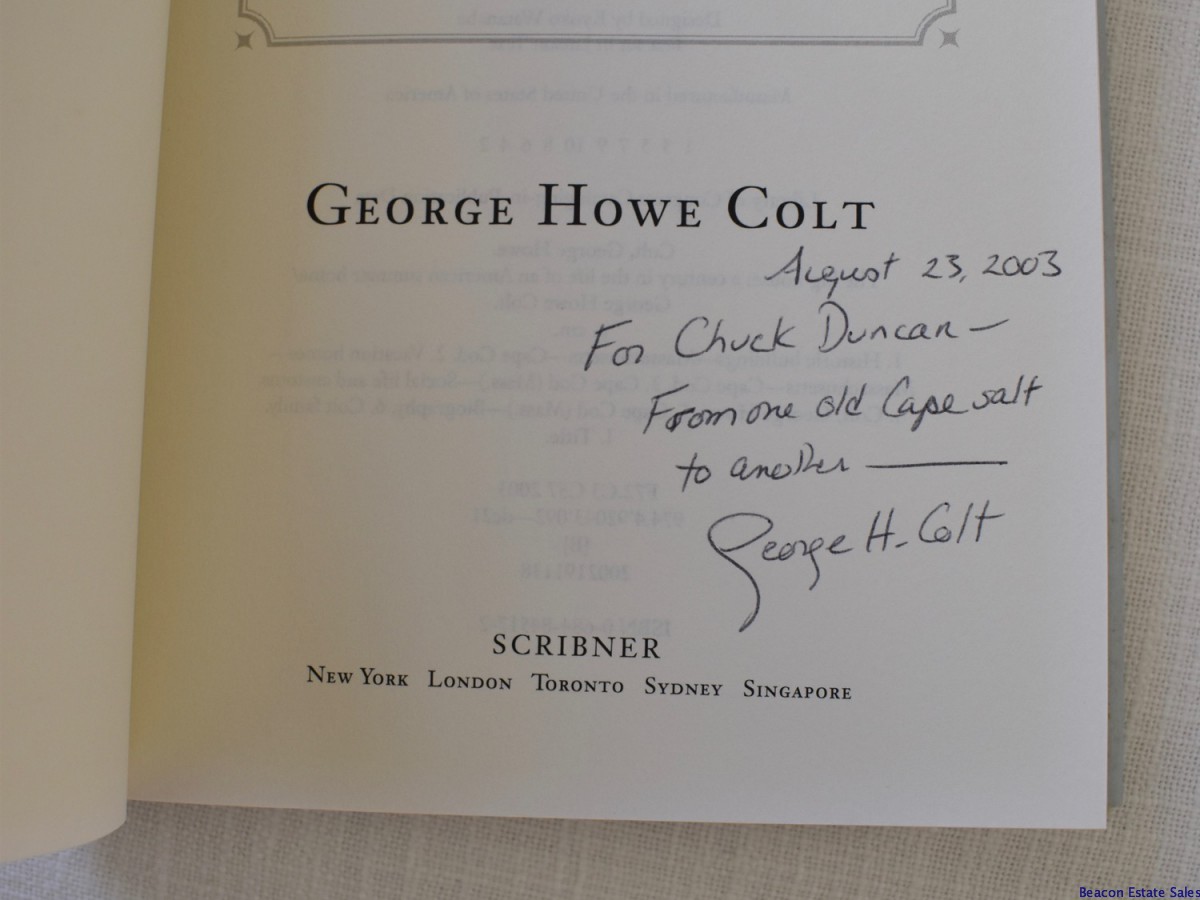 GEORGE HOWE COLT
August 23, 2003
For Chuck Duncan—
From one old Cape salt
to another —
George H. Colt
SCRIBNER
NEW YORK LONDON TORONTO SYDNEY SINGAPORE
Beacon Estate Sales